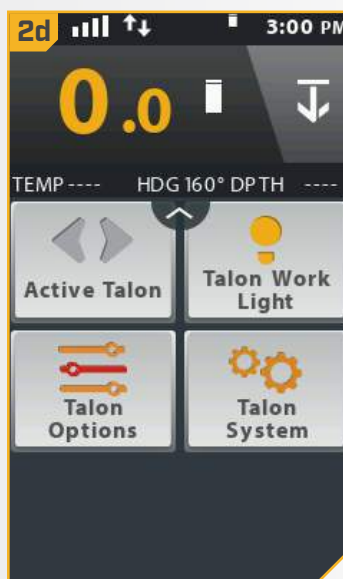 2d
3:00 PM
0.0
TEMP ---- HDG 160° DPTH ----
Active Talon
Talon Work
Light
Talon
Options
Talon
System